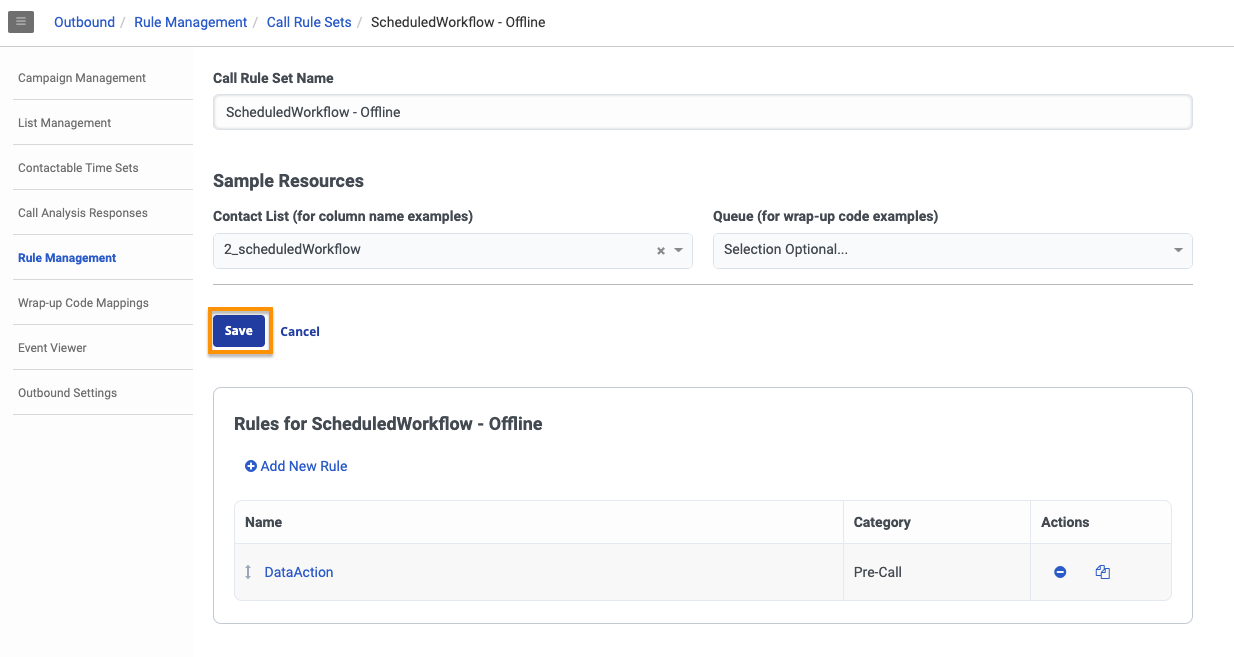 Outbound / Rule Management / Call Rule Sets / ScheduledWorkflow - Offline
Campaign Management
List Management
Contactable Time Sets
Call Analysis Responses
Rule Management
Wrap-up Code Mappings
Event Viewer
Outbound Settings
Call Rule Set Name
ScheduledWorkflow - Offline
Sample Resources
Contact List (for column name examples)
2_scheduledWorkflow
Queue (for wrap-up code examples)
Selection Optional...
Save Cancel
Rules for ScheduledWorkflow - Offline
Add New Rule
Name Category Actions
DataAction Pre-Call